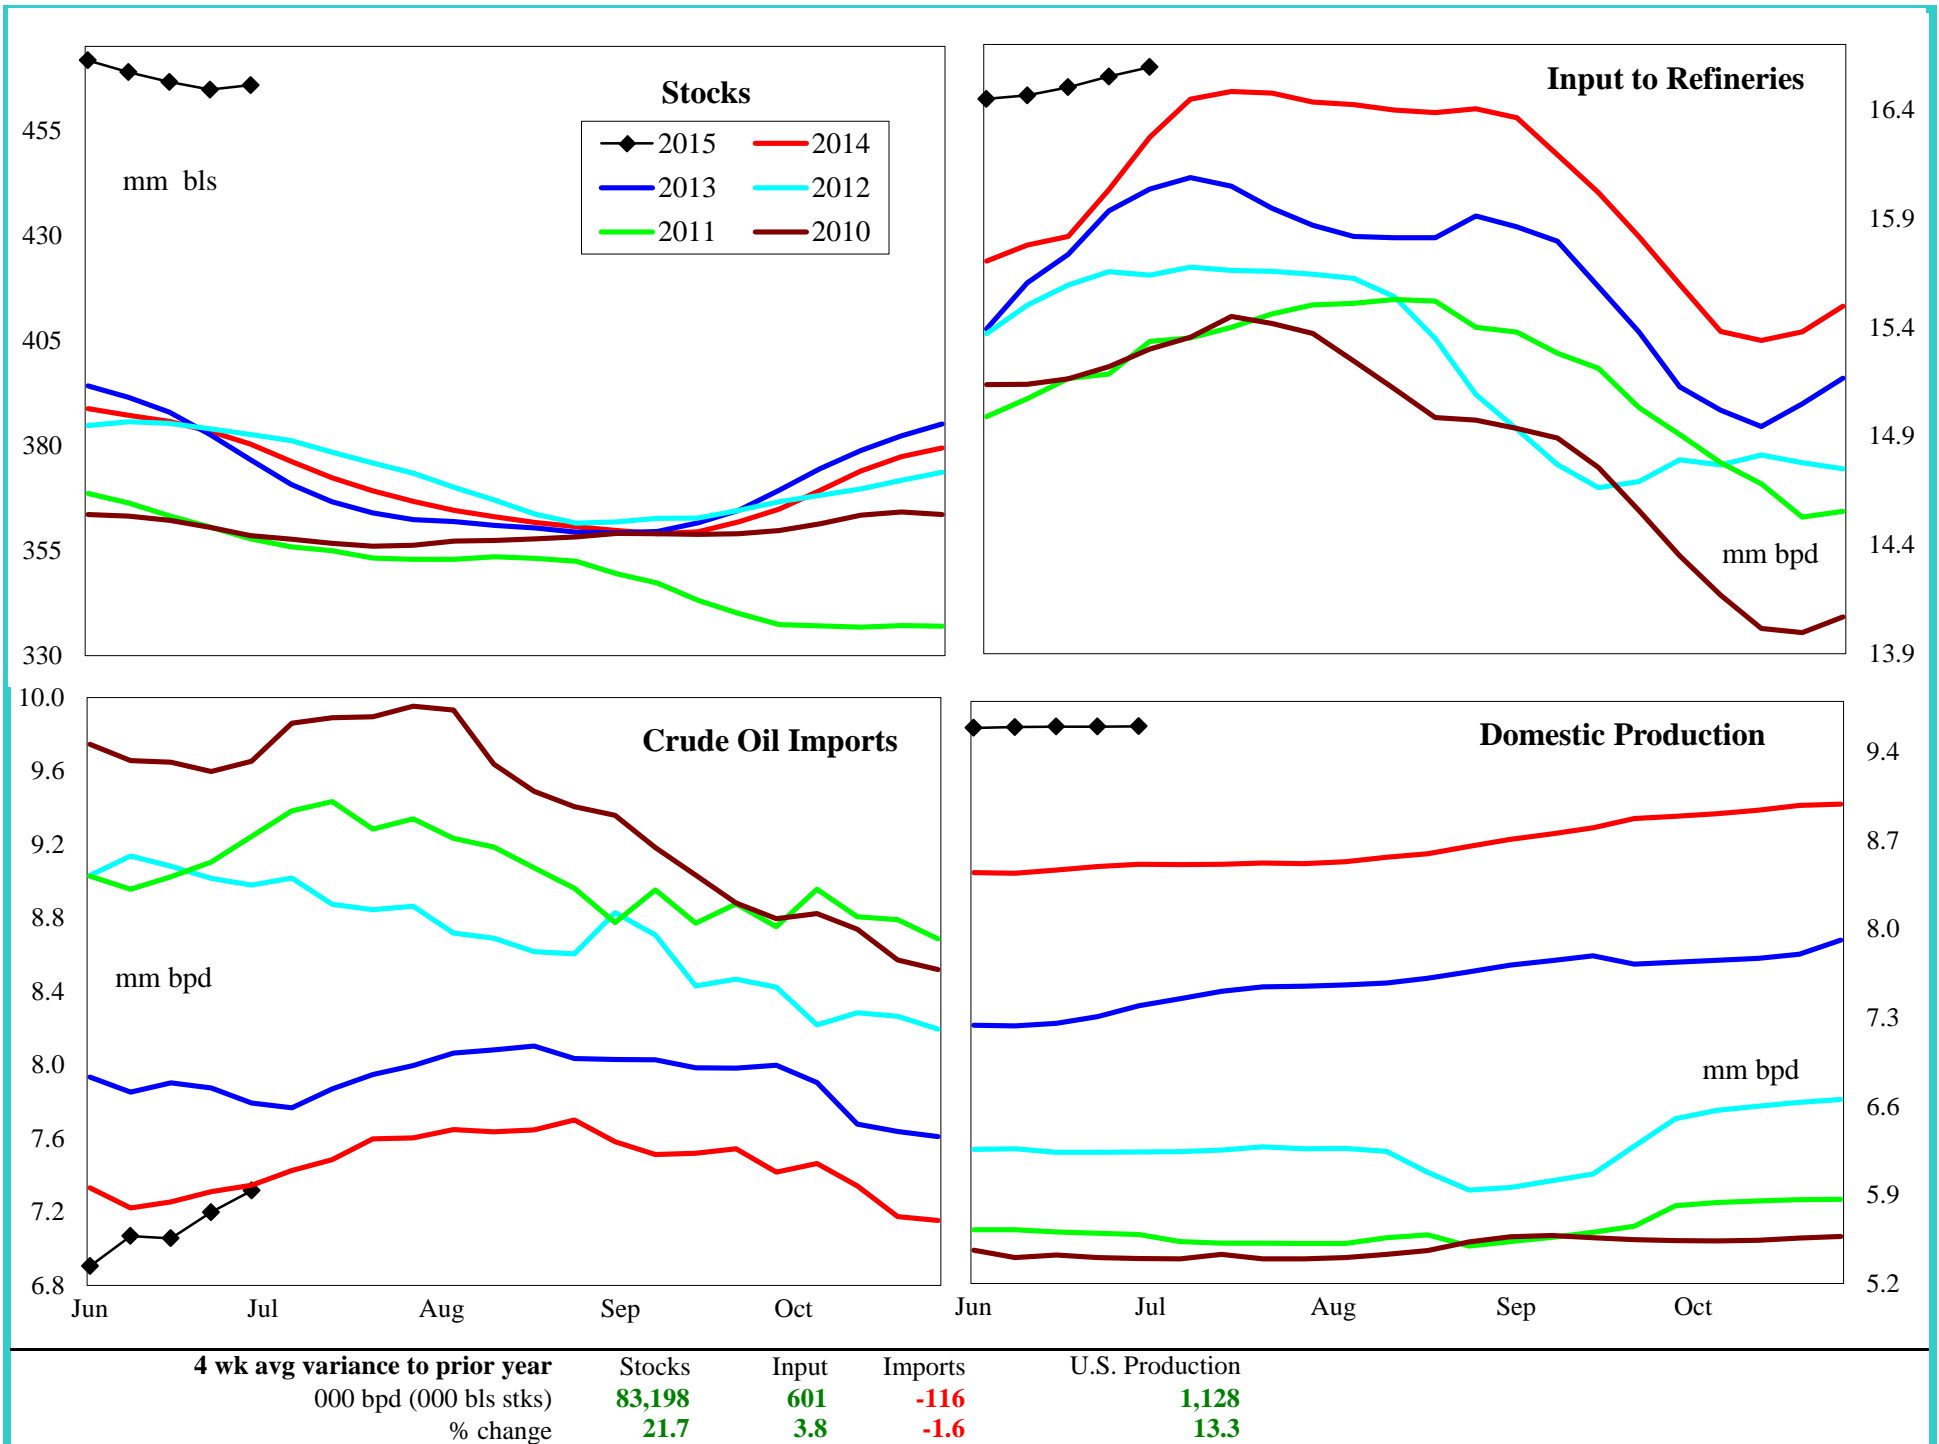 Stocks
2015 2014
2013 2012
2011 2010
mm bls
455
430
405
380
355
330
Input to Refineries
mm bpd
16.4
15.9
15.4
14.9
14.4
13.9
Crude Oil Imports
mm bpd
10.0
9.6
9.2
8.8
8.4
8.0
7.6
7.2
6.8
Jun Jul Aug Sep Oct
Domestic Production
mm bpd
9.4
8.7
8.0
7.3
6.6
5.9
5.2
Jun Jul Aug Sep Oct
4 wk avg variance to prior year Stocks Input Imports U.S. Production
000 bpd (000 bls stks) 83,198 601 -116 1,128
% change 21.7 3.8 -1.6 13.3